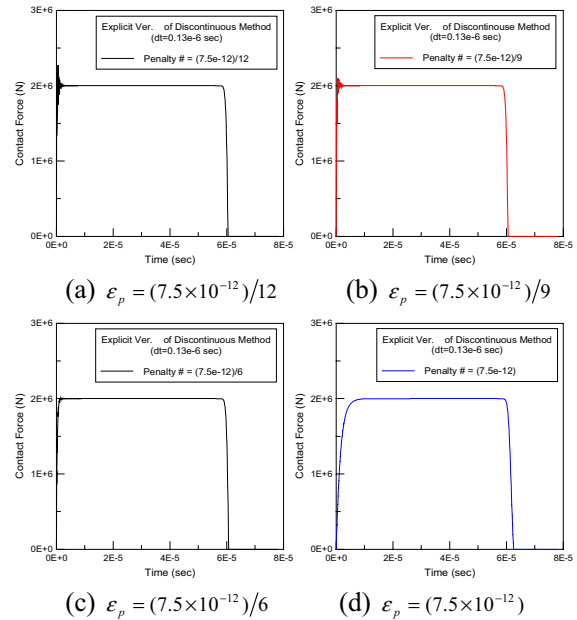 Explicit Ver. of Discontinuous Method
(dt=0.13e-6 sec)
Penalty # = (7.5e-12)/12
3E+6
2E+6
1E+6
0E+0
Contact Force (N)
0E+0 2E-5 4E-5 6E-5 8E-5
Time (sec)
(a) εp = (7.5×10⁻¹²)/12
Explicit Ver. of Discontinouse Method
(dt=0.13e-6 sec)
Penalty # = (7.5e-12)/9
3E+6
2E+6
1E+6
0E+0
Contact Force (N)
0E+0 2E-5 4E-5 6E-5 8E-5
Time (sec)
(b) εp = (7.5×10⁻¹²)/9
Explicit Ver. of Discontinuous Method
(dt=0.13e-6 sec)
Penalty # = (7.5e-12)/6
3E+6
2E+6
1E+6
0E+0
Contact Force (N)
0E+0 2E-5 4E-5 6E-5 8E-5
Time (sec)
(c) εp = (7.5×10⁻¹²)/6
Explicit Ver. of Discontinuous Method
(dt=0.13e-6 sec)
Penalty # = (7.5e-12)
3E+6
2E+6
1E+6
0E+0
Contact Force (N)
0E+0 2E-5 4E-5 6E-5 8E-5
Time (sec)
(d) εp = (7.5×10⁻¹²)